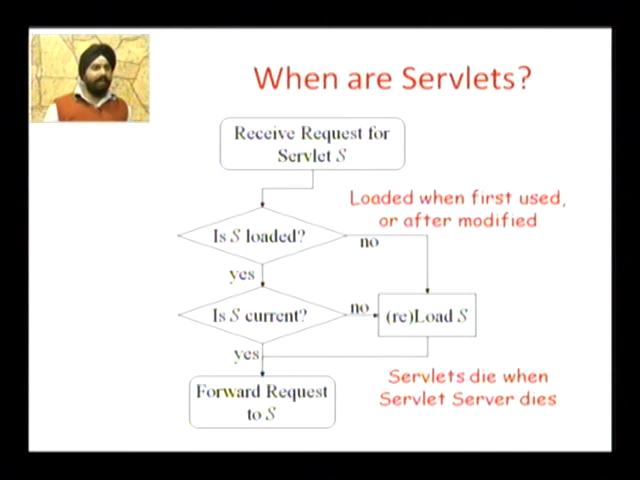 When are Servlets?
Receive Request for
Servlet S
Loaded when first used,
or after modified
Is S loaded?
no
yes
Is S current?
no
(re)Load S
yes
Servlets die when
Servlet Server dies
Forward Request
to S